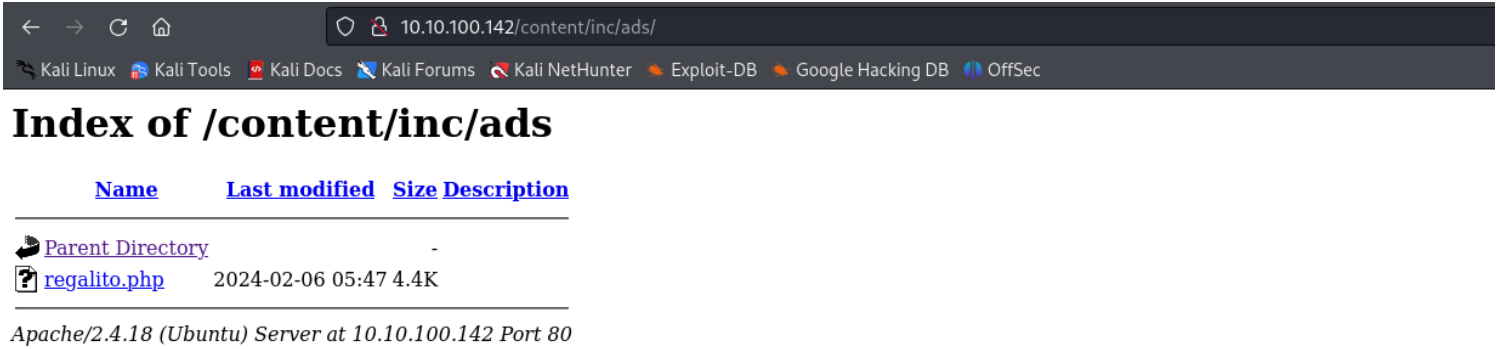 10.10.100.142/content/inc/ads/
Kali Linux Kali Tools Kali Docs Kali Forums Kali NetHunter Exploit-DB Google Hacking DB OffSec
Index of /content/inc/ads
Name Last modified Size Description
Parent Directory -
regalito.php 2024-02-06 05:47 4.4K
Apache/2.4.18 (Ubuntu) Server at 10.10.100.142 Port 80